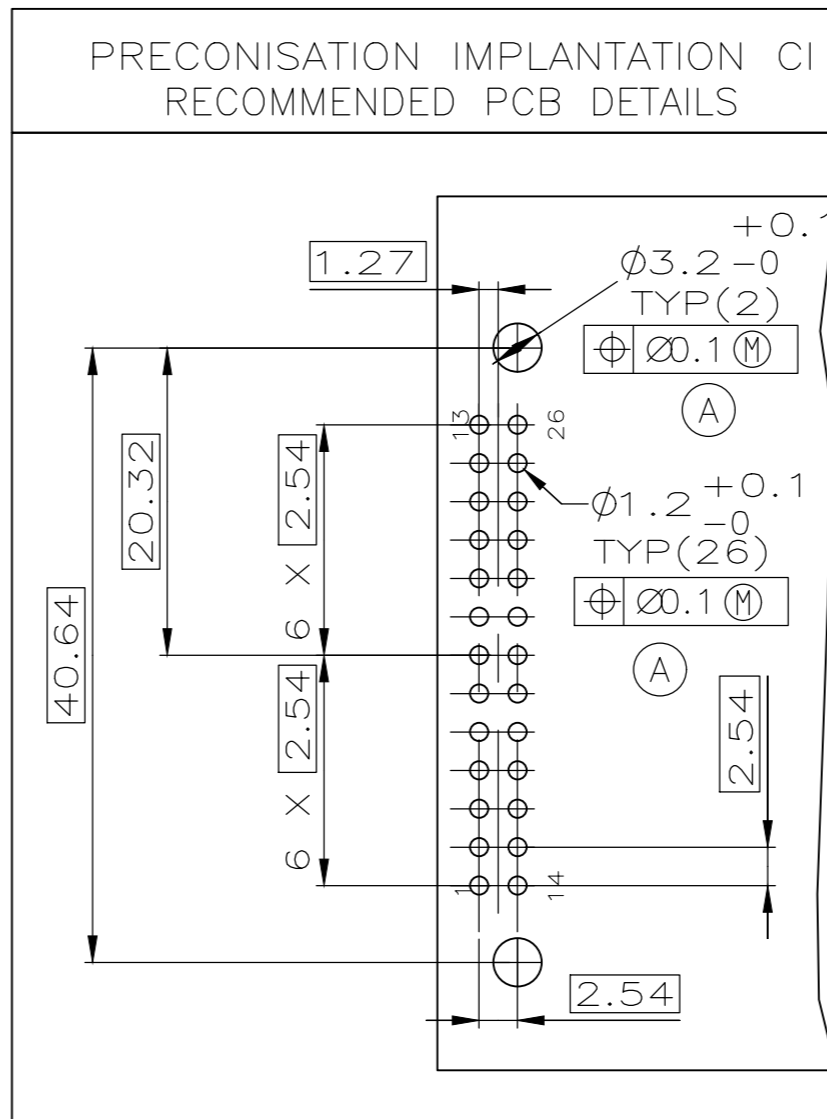 PRECONISATION IMPLANTATION CI
RECOMMENDED PCB DETAILS
+0.1
1.27
Ø3.2 -0
TYP(2)
⌖ Ø0.1 Ⓜ
A
13
26
20.32
6 X 2.54
Ø1.2 +0.1
-0
TYP(26)
⌖ Ø0.1 Ⓜ
A
40.64
6 X 2.54
2.54
1
14
2.54